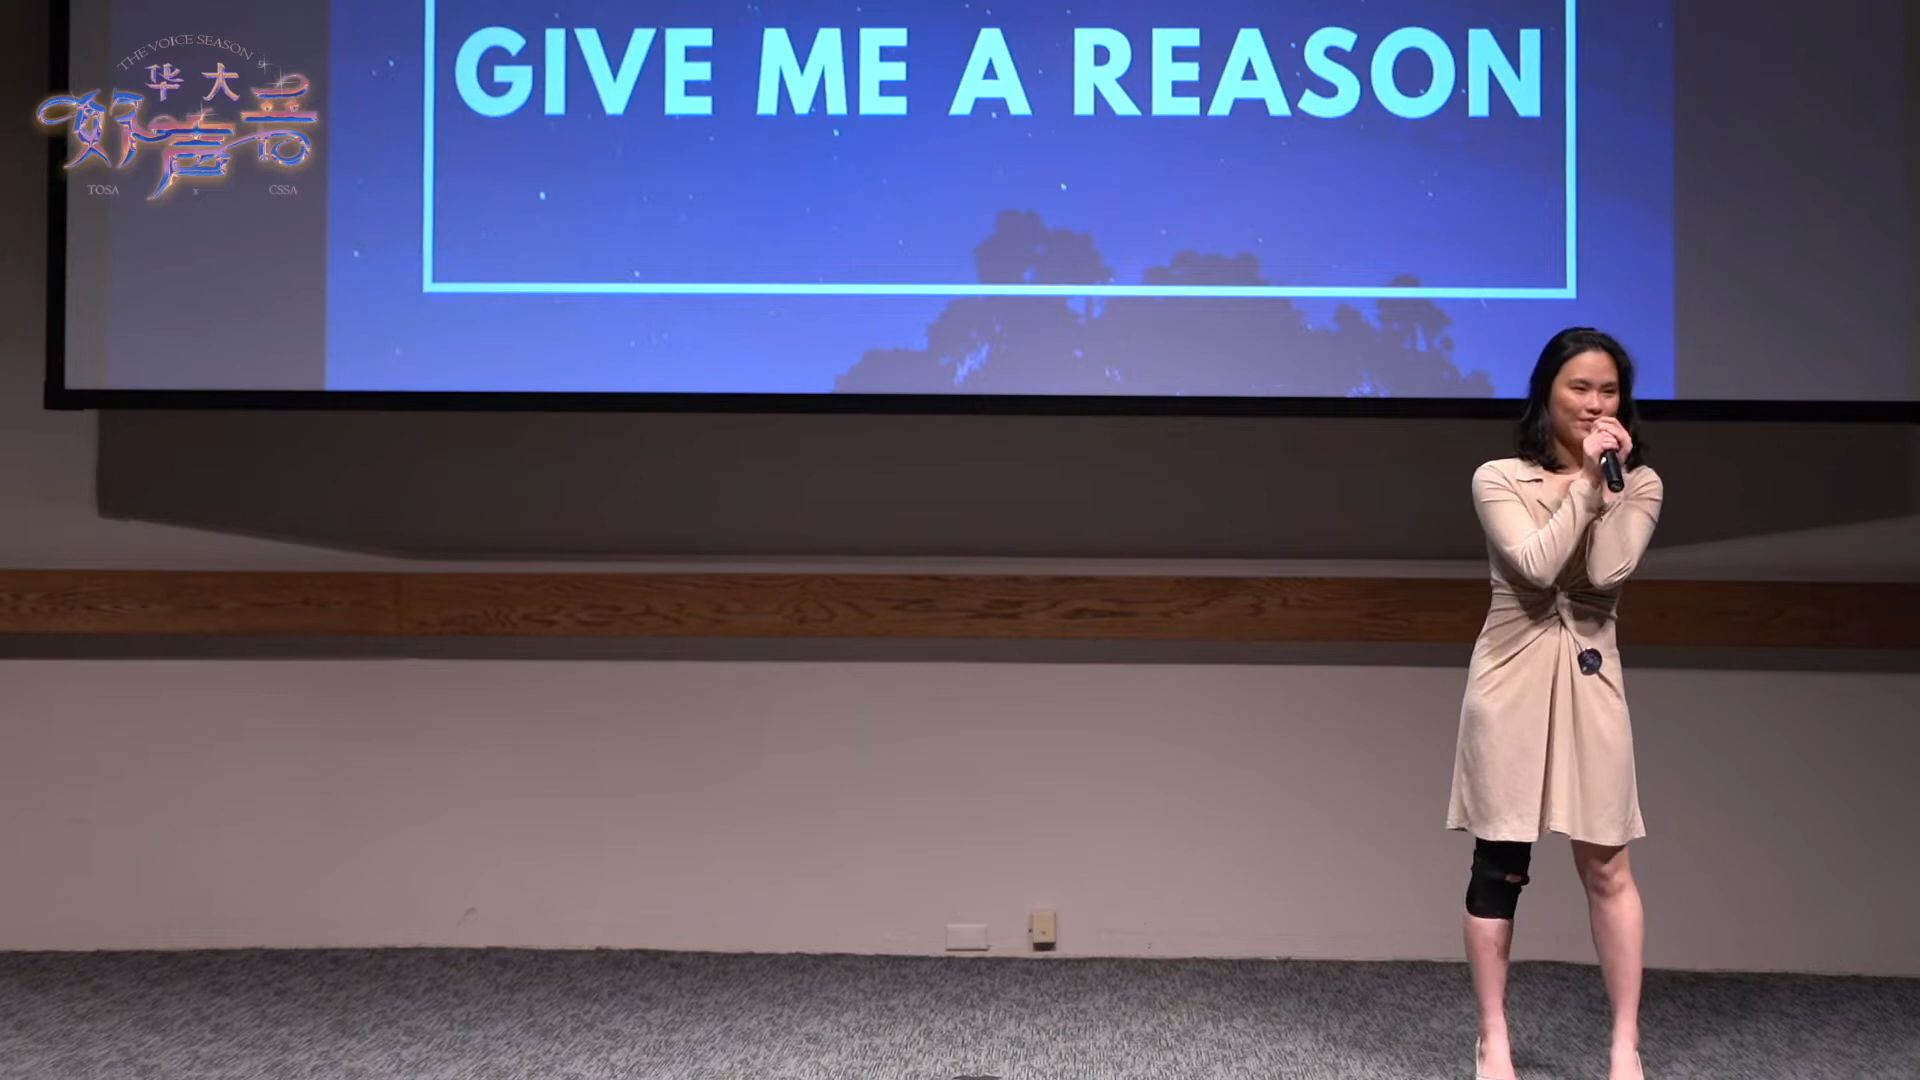 GIVE ME A REASON
THE VOICE SEASON
华大
好声音
TOSA x CSSA